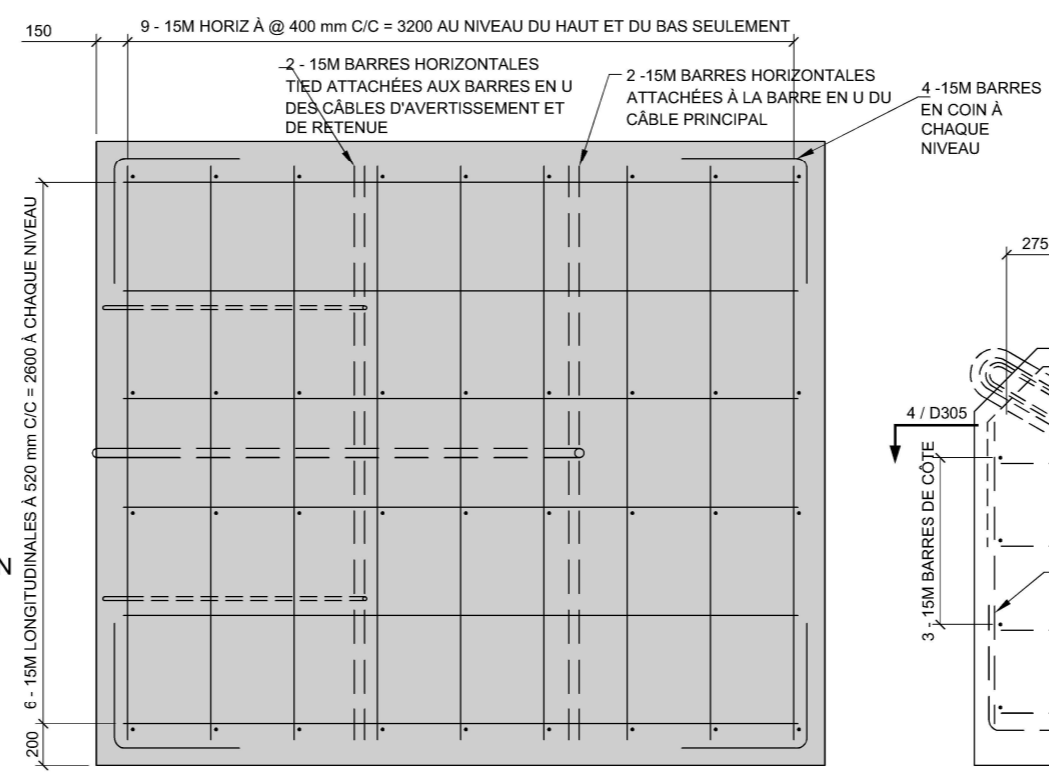 150
9 - 15M HORIZ À @ 400 mm C/C = 3200 AU NIVEAU DU HAUT ET DU BAS SEULEMENT
2 - 15M BARRES HORIZONTALES
TIED ATTACHÉES AUX BARRES EN U
DES CÂBLES D'AVERTISSEMENT ET
DE RETENUE
2 -15M BARRES HORIZONTALES
ATTACHÉES À LA BARRE EN U DU
CÂBLE PRINCIPAL
4 -15M BARRES
EN COIN À
CHAQUE
NIVEAU
6 - 15M LONGITUDINALES À 520 mm C/C = 2600 À CHAQUE NIVEAU
200
275
4 / D305
3 - 15M BARRES DE CÔTE